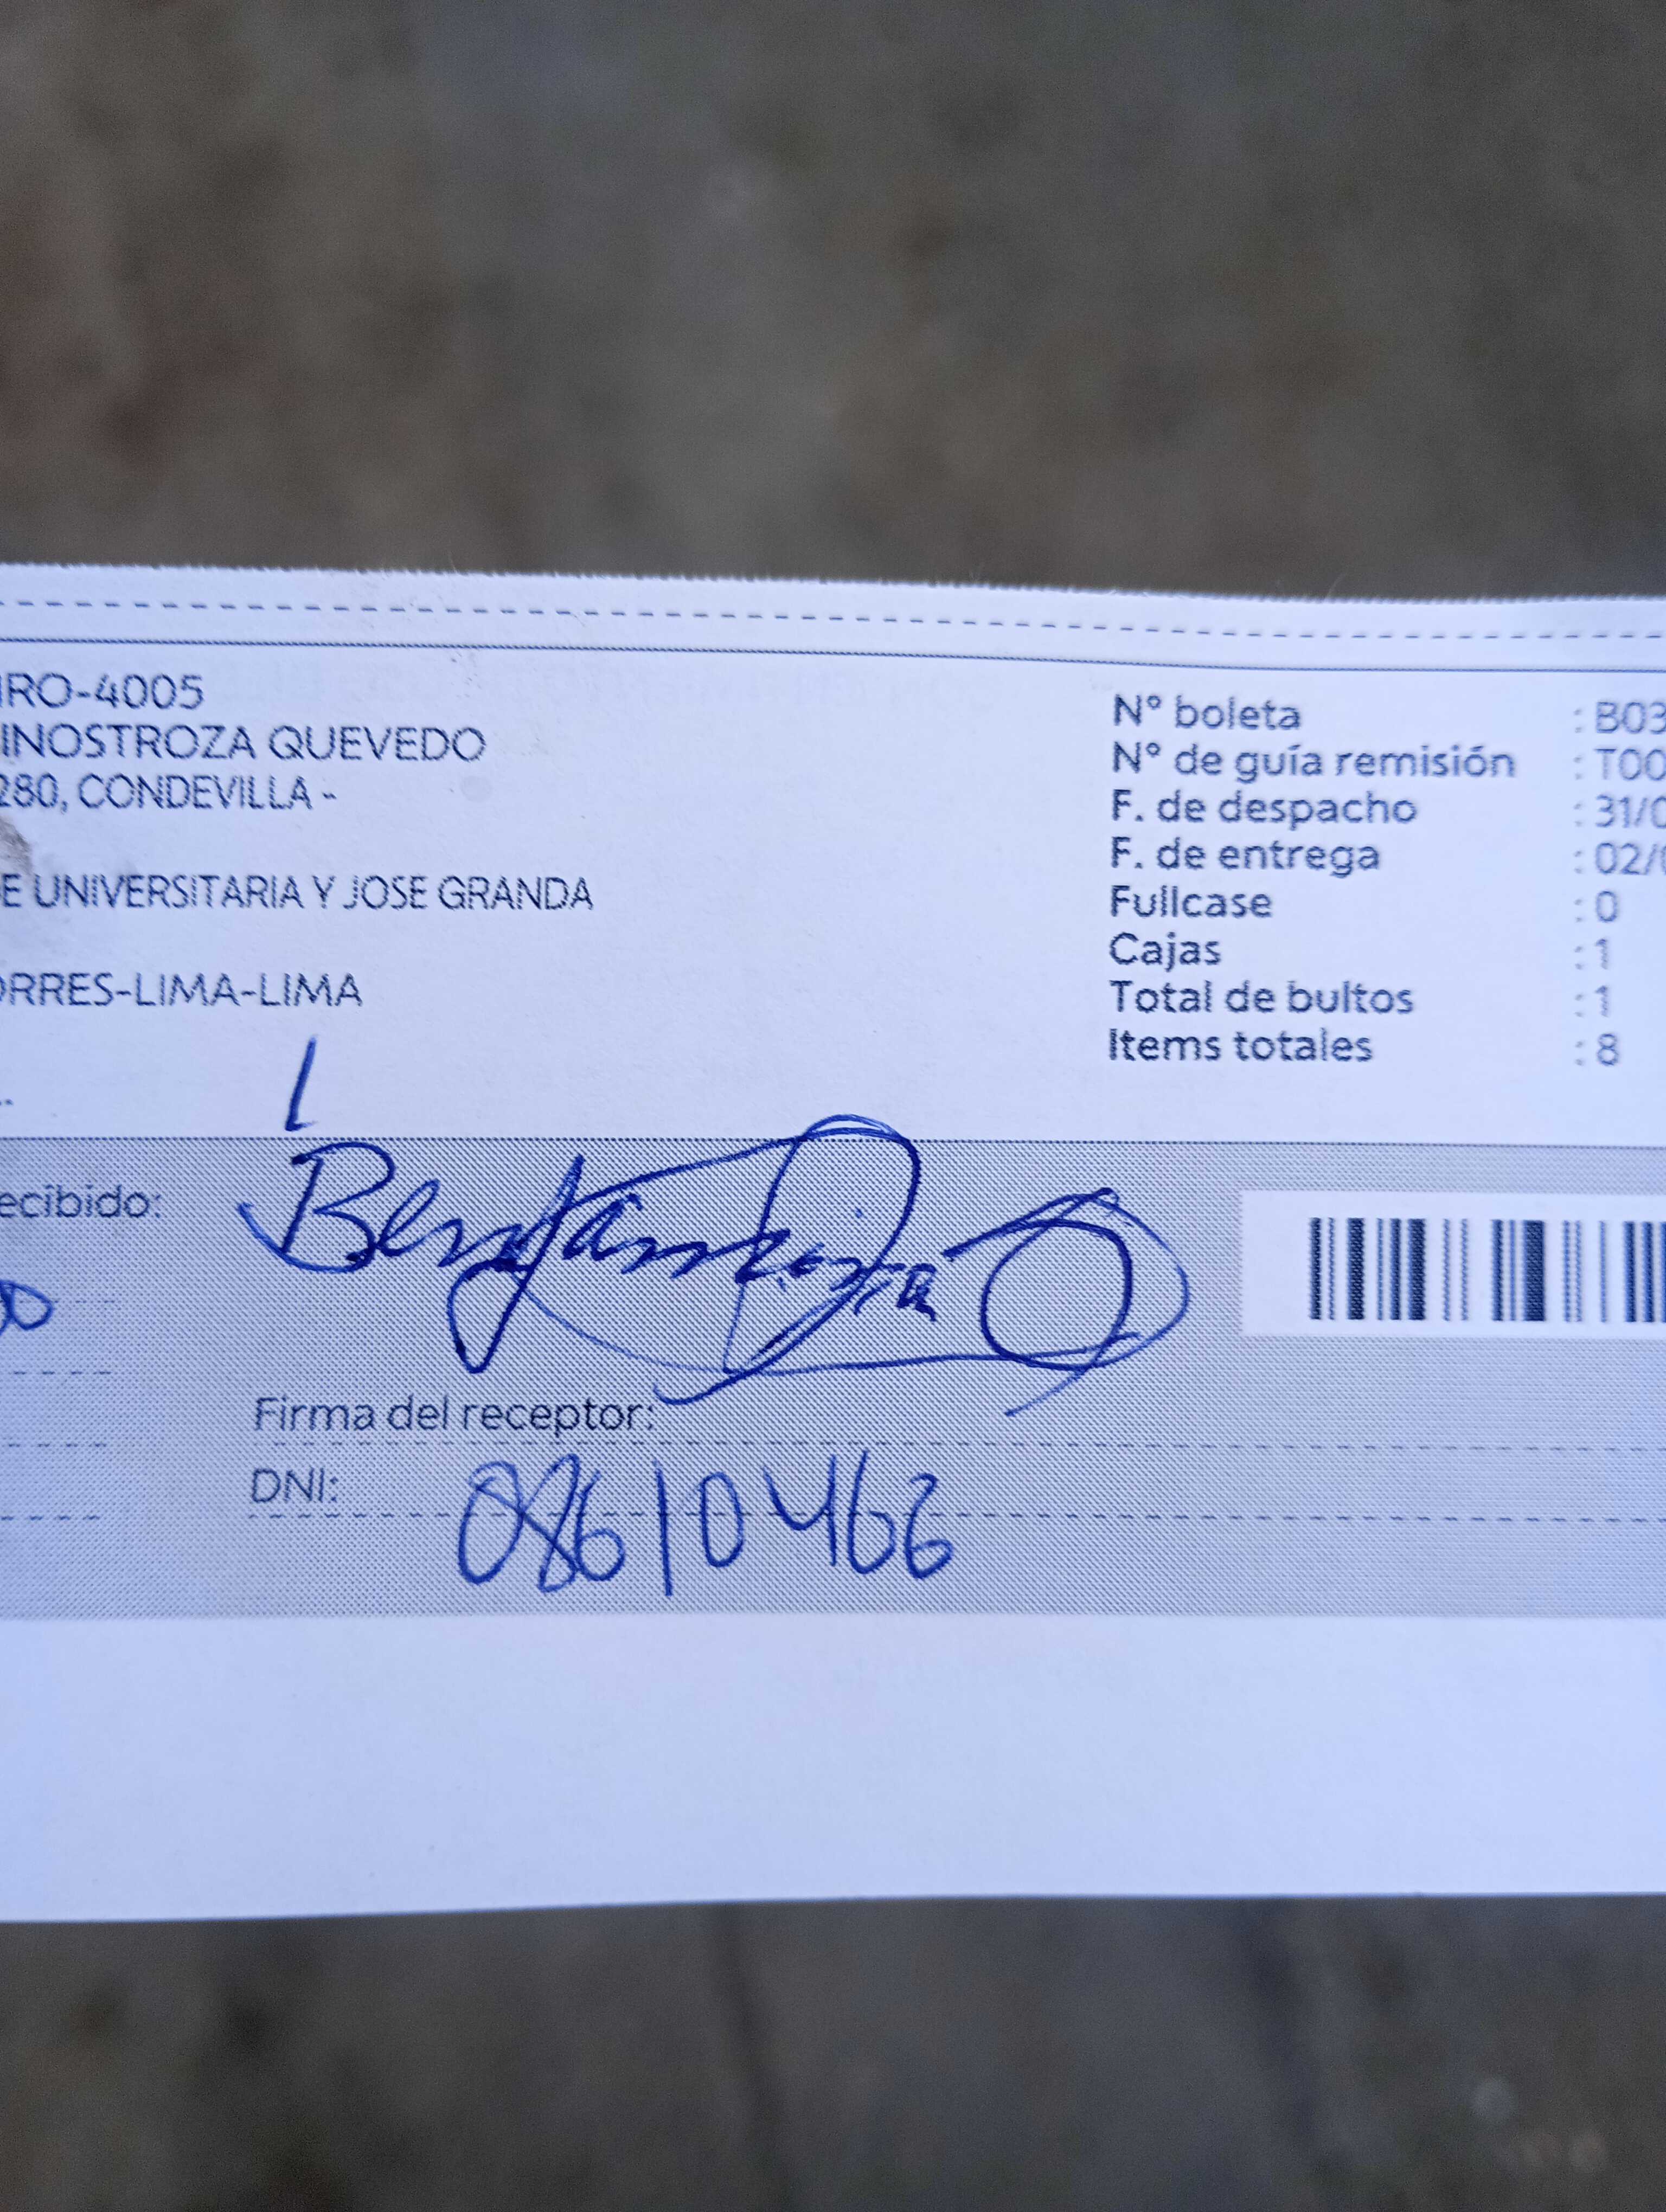 IRO-4005
INOSTROZA QUEVEDO
280, CONDEVILLA -
E UNIVERSITARIA Y JOSE GRANDA
ORRES-LIMA-LIMA
N° boleta : B03
N° de guía remisión : T00
F. de despacho : 31/0
F. de entrega : 02/0
Fullcase : 0
Cajas : 1
Total de bultos : 1
Items totales : 8
ecibido:
Firma del receptor:
DNI: 08610466